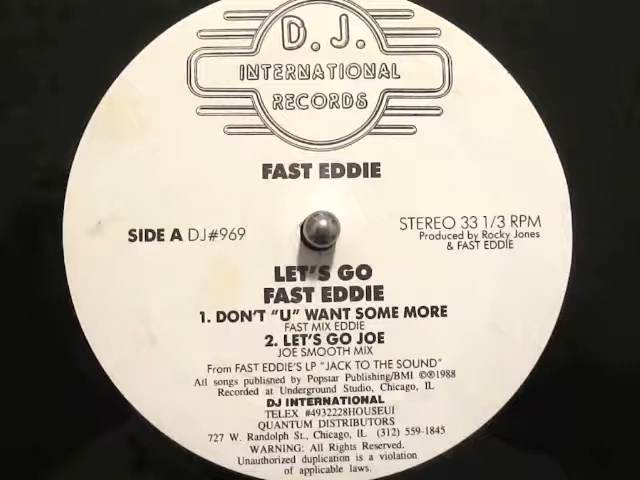 D.J.
INTERNATIONAL
RECORDS
FAST EDDIE
SIDE A DJ#969
STEREO 33 1/3 RPM
Produced by Rocky Jones
& FAST EDDIE
LET'S GO
FAST EDDIE
1. DON'T "U" WANT SOME MORE
FAST MIX EDDIE
2. LET'S GO JOE
JOE SMOOTH MIX
From FAST EDDIE'S LP "JACK TO THE SOUND"
All songs published by Popstar Publishing/BMI ©℗1988
Recorded at Underground Studio, Chicago, IL
DJ INTERNATIONAL
TELEX #4932228HOUSEUI
QUANTUM DISTRIBUTORS
727 W. Randolph St., Chicago, IL (312) 559-1845
WARNING: All Rights Reserved.
Unauthorized duplication is a violation
of applicable laws.